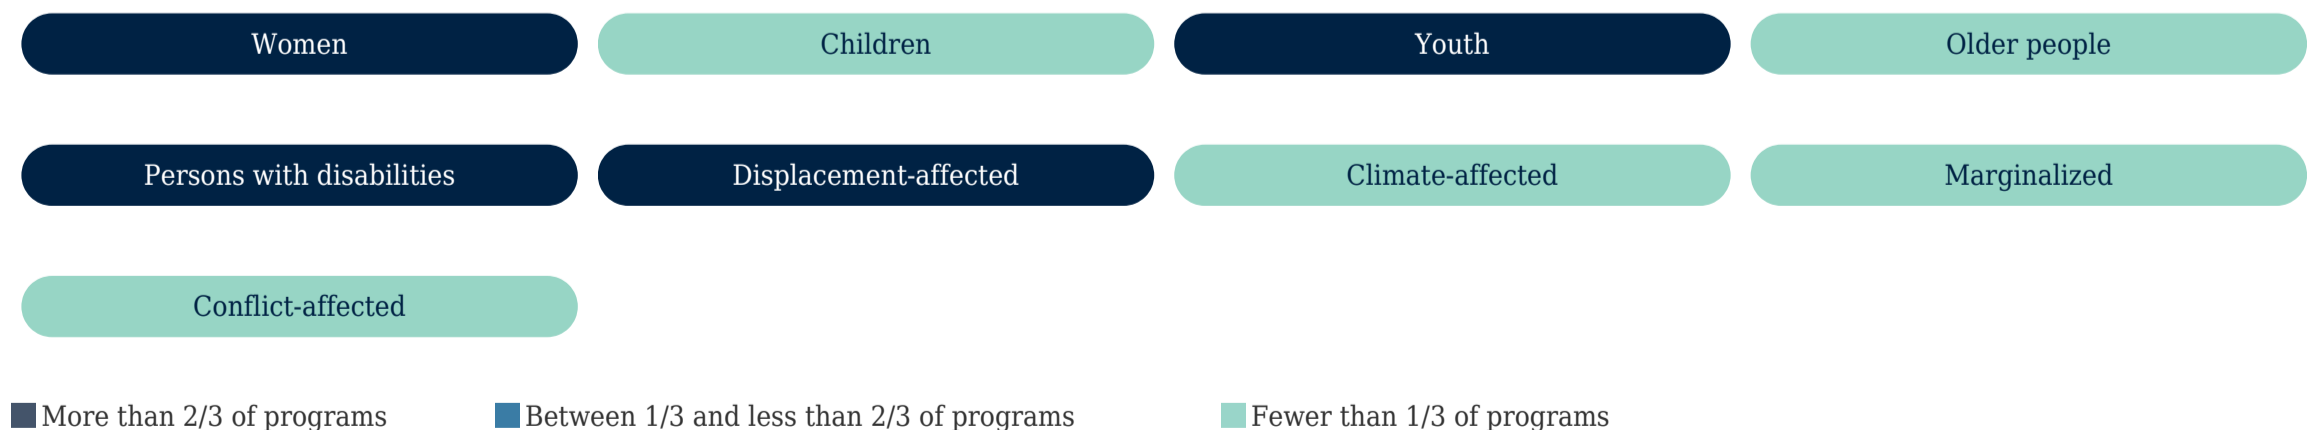 Women
Children
Youth
Older people
Persons with disabilities
Displacement-affected
Climate-affected
Marginalized
Conflict-affected
More than 2/3 of programs
Between 1/3 and less than 2/3 of programs
Fewer than 1/3 of programs